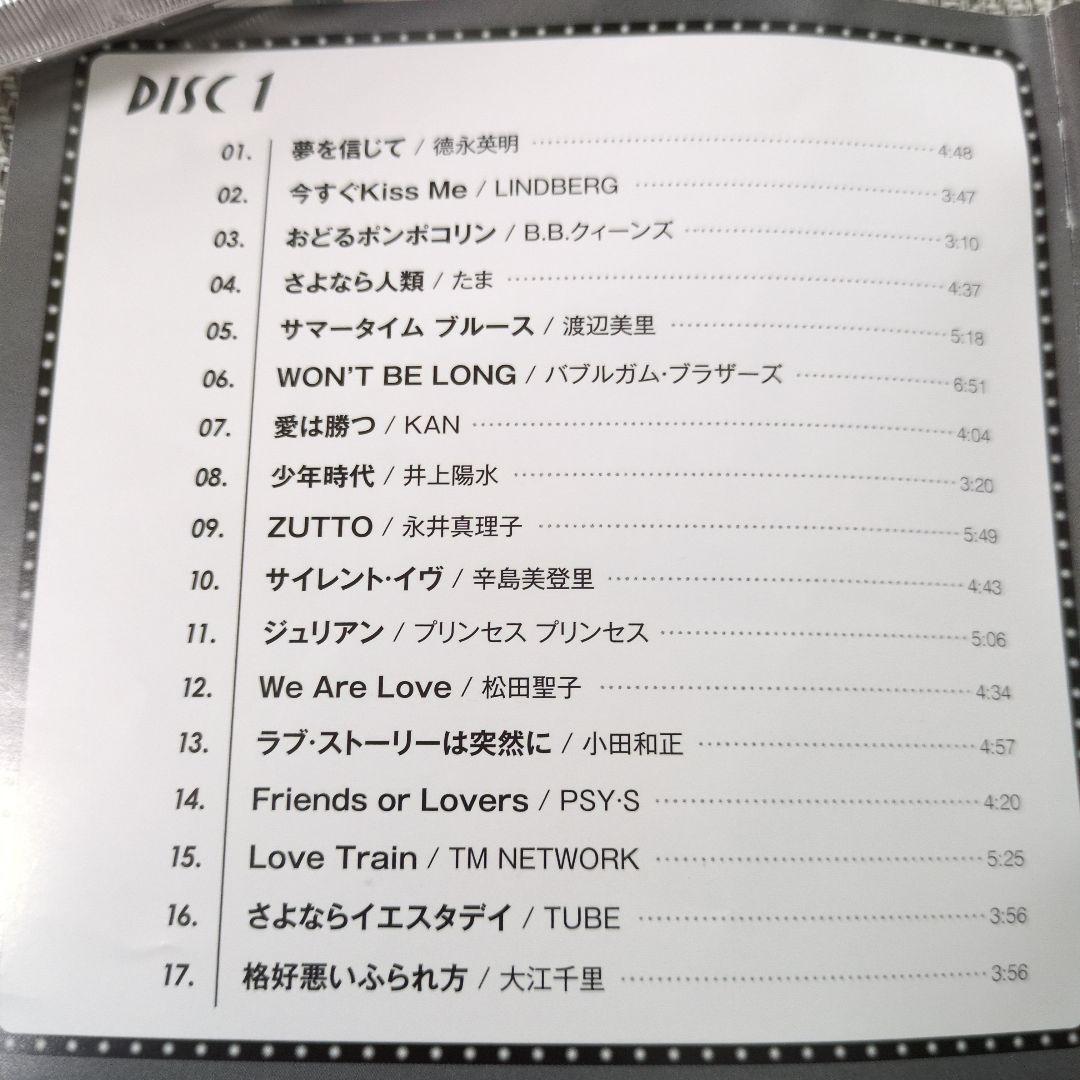 DISC 1
01. 夢を信じて / 徳永英明 4:48
02. 今すぐKiss Me / LINDBERG 3:47
03. おどるポンポコリン / B.B.クィーンズ 3:10
04. さよなら人類 / たま 4:37
05. サマータイム ブルース / 渡辺美里 5:18
06. WON'T BE LONG / バブルガム·ブラザーズ 6:51
07. 愛は勝つ / KAN 4:04
08. 少年時代 / 井上陽水 3:20
09. ZUTTO / 永井真理子 5:49
10. サイレント·イヴ / 辛島美登里 4:43
11. ジュリアン / プリンセス プリンセス 5:06
12. We Are Love / 松田聖子 4:34
13. ラブ·ストーリーは突然に / 小田和正 4:57
14. Friends or Lovers / PSY·S 4:20
15. Love Train / TM NETWORK 5:25
16. さよならイエスタデイ / TUBE 3:56
17. 格好悪いふられ方 / 大江千里 3:56